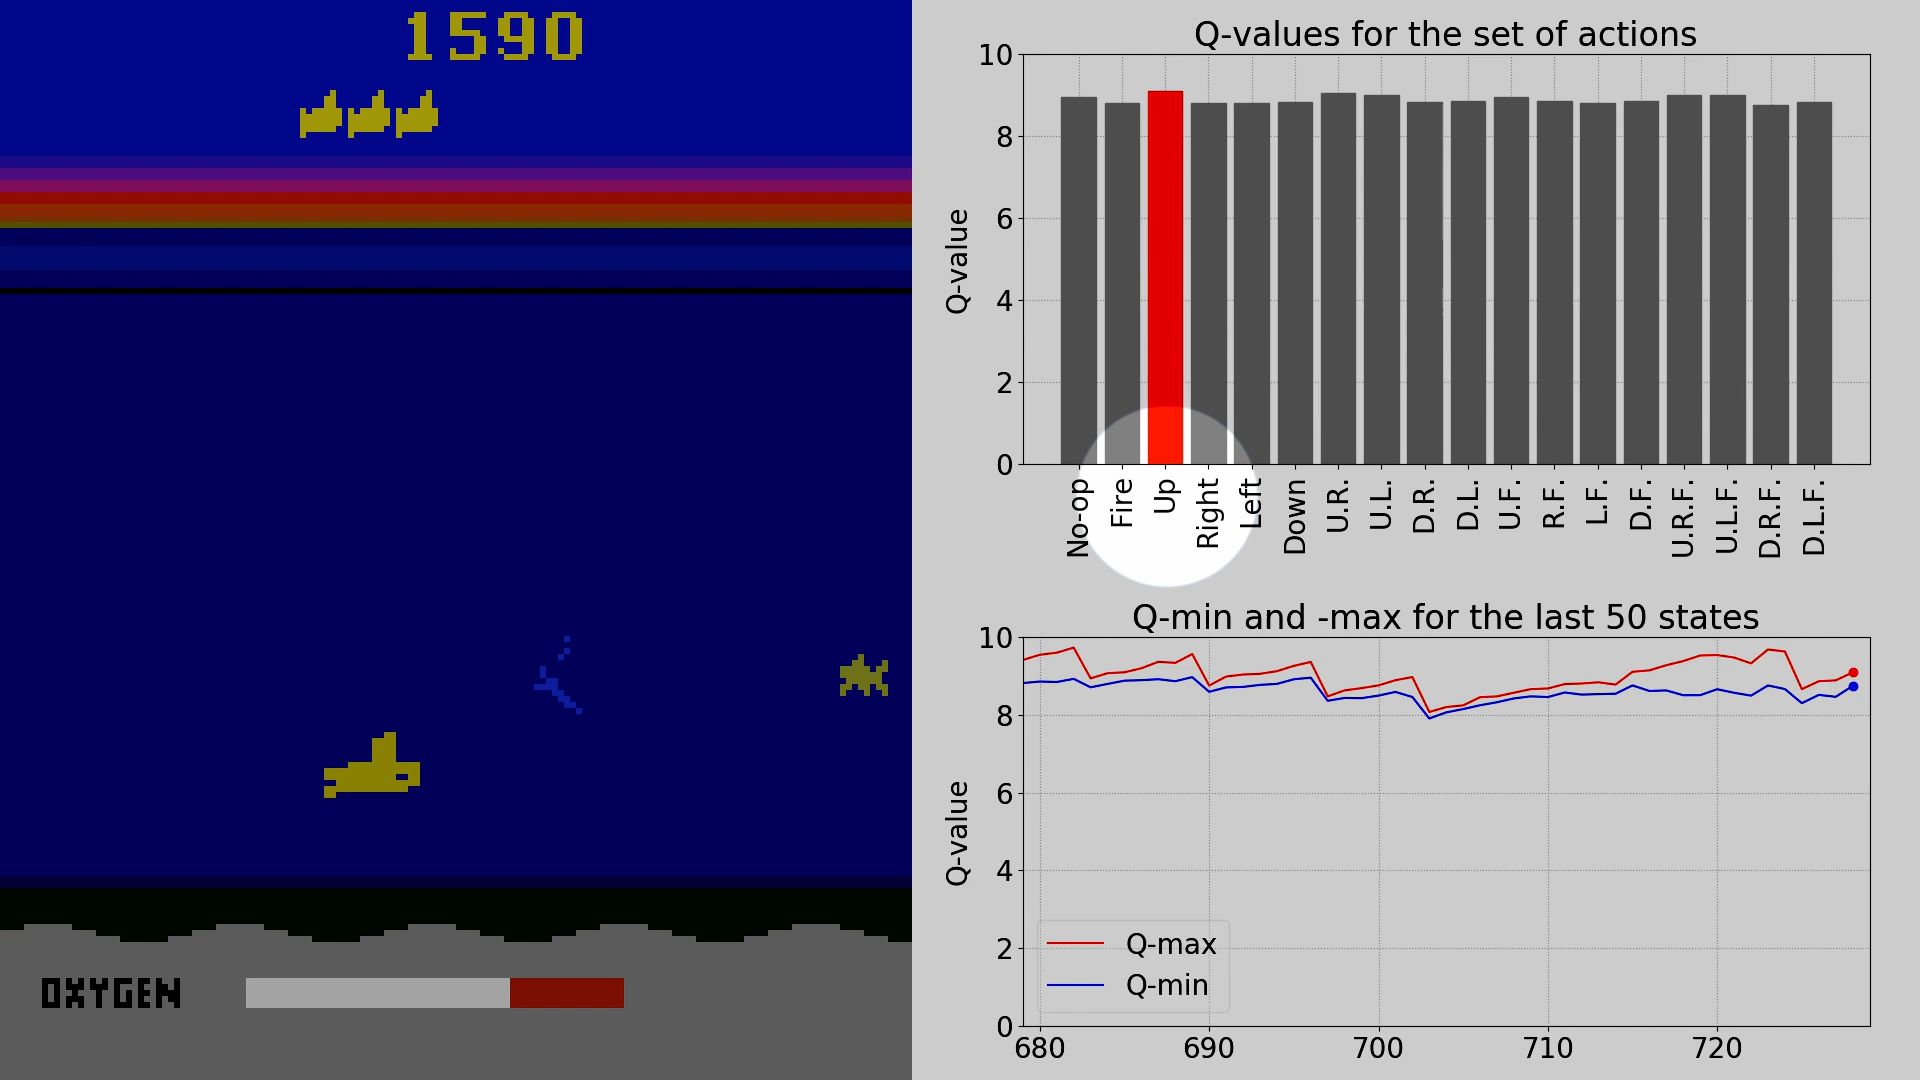 1590
OXYGEN
Q-values for the set of actions
Q-value
10
8
6
4
2
0
No-op
Fire
Up
Right
Left
Down
U.R.
U.L.
D.R.
D.L.
U.F.
R.F.
L.F.
D.F.
U.R.F.
U.L.F.
D.R.F.
D.L.F.
Q-min and -max for the last 50 states
Q-value
10
8
6
4
2
0
Q-max
Q-min
680 690 700 710 720